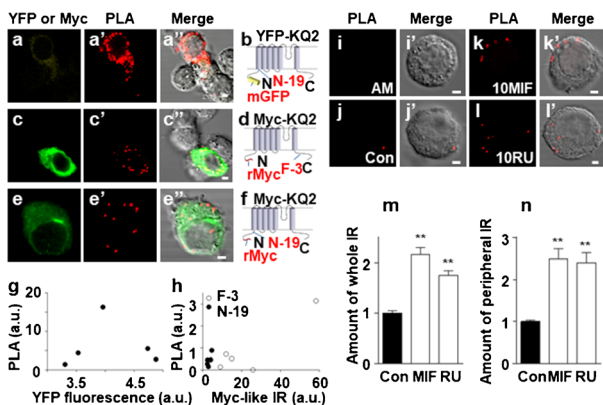 YFP or Myc PLA Merge
a a' a'' b YFP-KQ2
N N-19 C
mGFP
c c' c'' d Myc-KQ2
N F-3 C
rMyc
e e' e'' f Myc-KQ2
N N-19 C
rMyc
g
PLA (a.u.)
20
10
0
3.5 4.5
YFP fluorescence (a.u.)
h
F-3
N-19
PLA (a.u.)
3
2
1
0
0 20 40 60
Myc-like IR (a.u.)
PLA Merge PLA Merge
i i' k k'
AM 10MIF
j j' l l'
Con 10RU
m
Amount of whole IR
2
1
0
** **
Con MIF RU
n
Amount of peripheral IR
3
2
1
0
** **
Con MIF RU